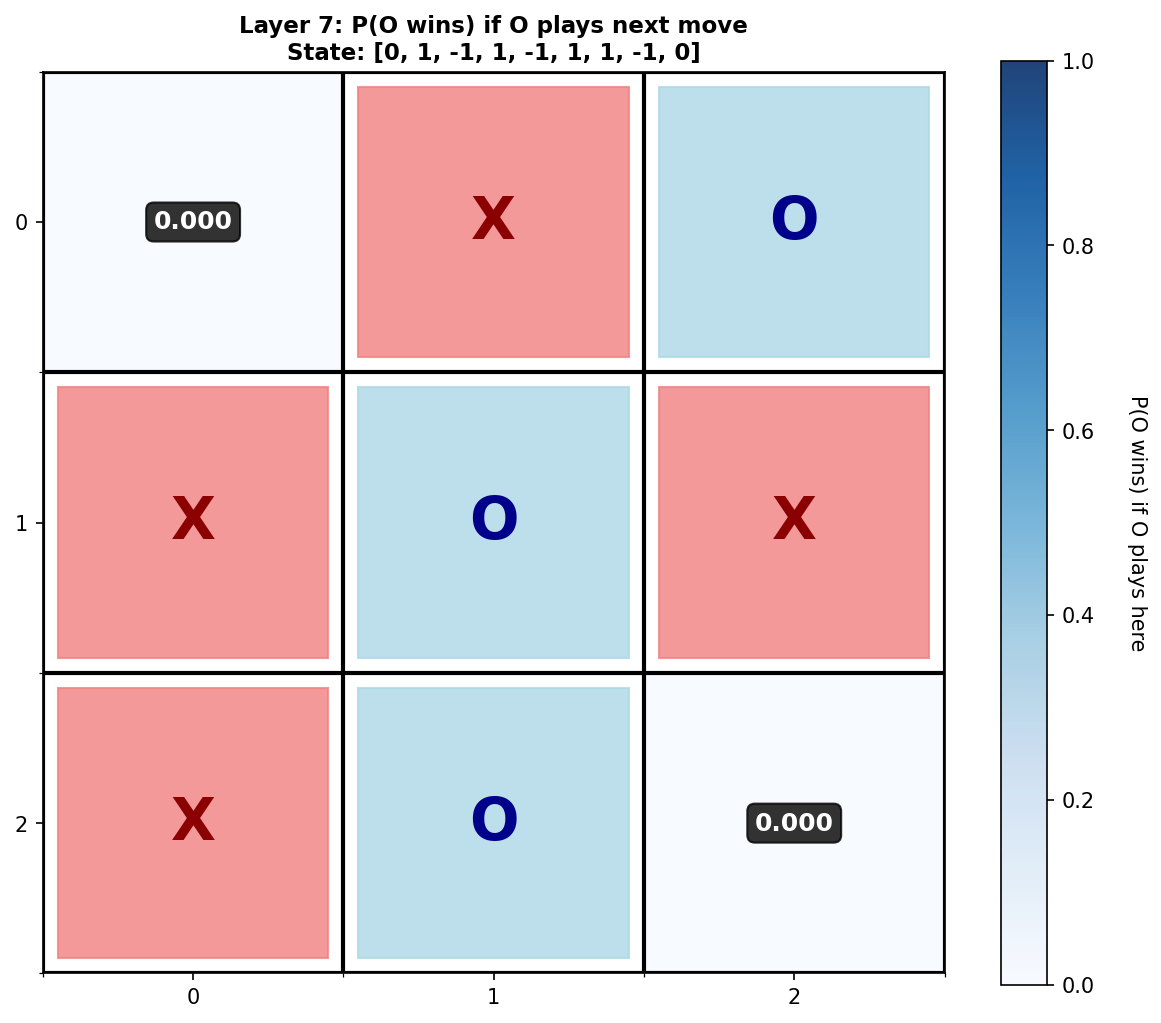 Layer 7: P(O wins) if O plays next move
State: [0, 1, -1, 1, -1, 1, 1, -1, 0]
0
0.000
X
O
1
X
O
X
2
X
O
0.000
0
1
2
1.0
0.8
0.6
0.4
0.2
0.0
P(O wins) if O plays here